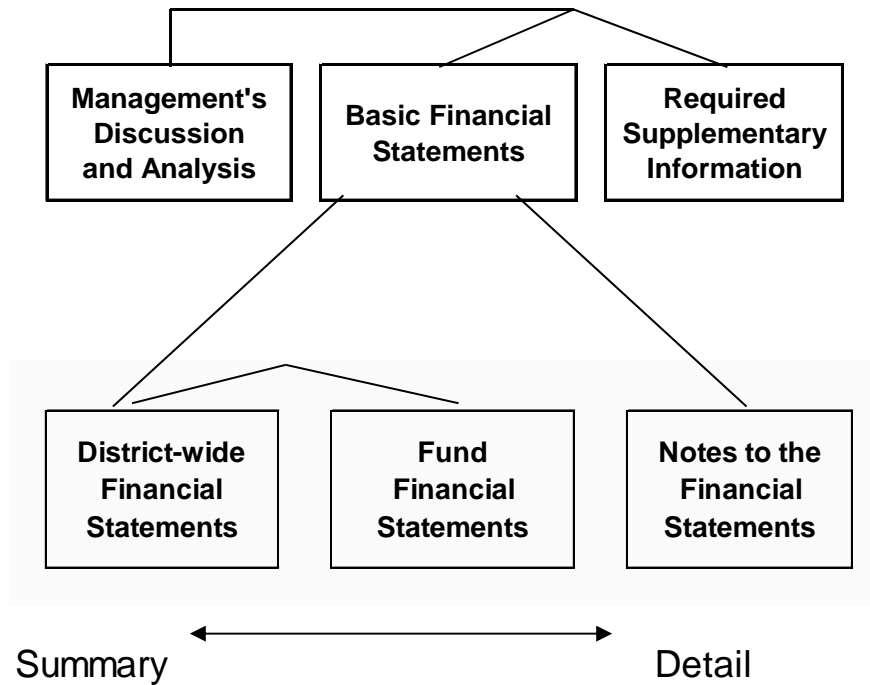 Management's
Discussion
and Analysis
Basic Financial
Statements
Required
Supplementary
Information
District-wide
Financial
Statements
Fund
Financial
Statements
Notes to the
Financial
Statements
Summary
Detail